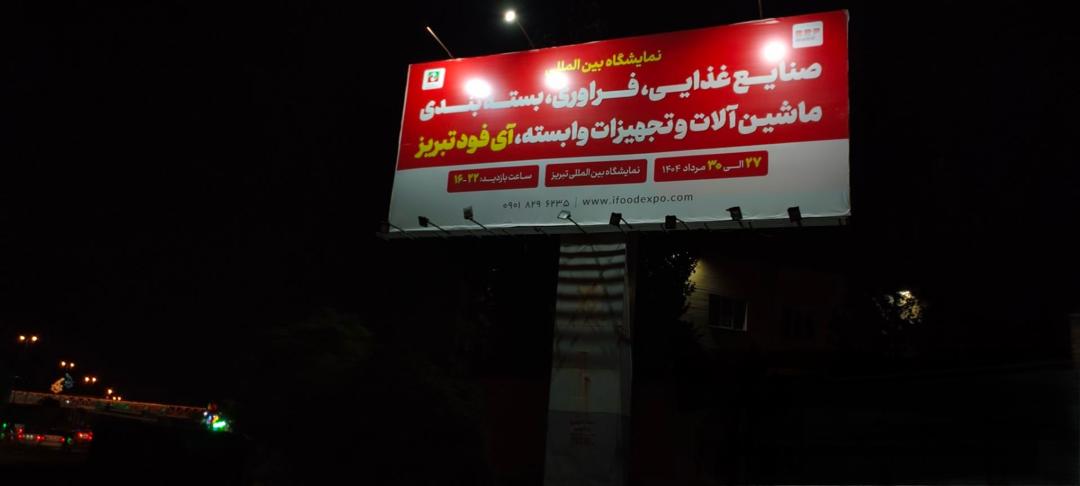 نمایشگاه بین المللی
صنایع غذایی، فراوری، بسته بندی
ماشین آلات و تجهیزات وابسته، آی فود تبریز
۲۷ الی ۳۰ مرداد ۱۴۰۴
نمایشگاه بین المللی تبریز
ساعت بازدید: ۲۲-۱۶
۰۹۰۱ ۸۲۹ ۶۲۳۵ | www.ifoodexpo.com